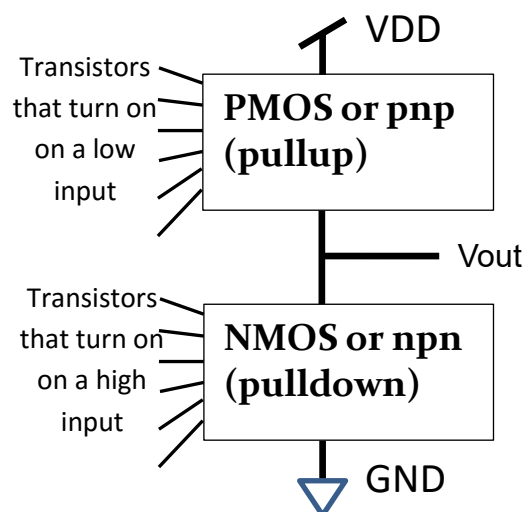 VDD
Transistors
that turn on
on a low
input
PMOS or pnp
(pullup)
Vout
Transistors
that turn on
on a high
input
NMOS or npn
(pulldown)
GND